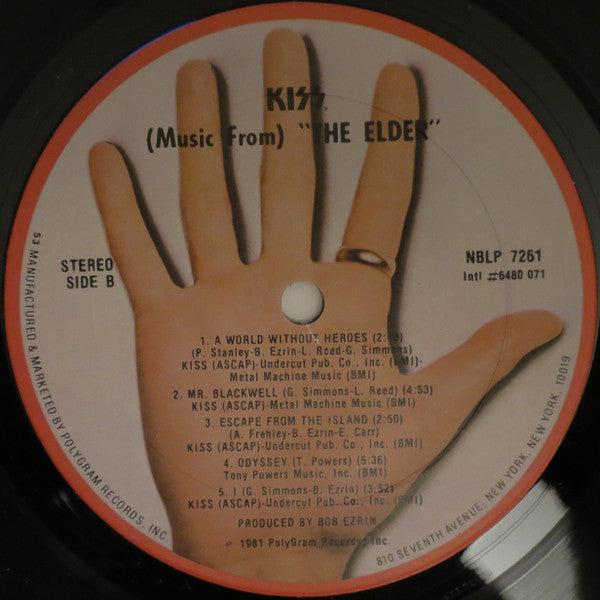 KISS
(Music From) "THE ELDER"
STEREO
SIDE B
NBLP 7261
Intl #6480 071
1. A WORLD WITHOUT HEROES
(P. Stanley-B. Ezrin-L. Reed-G. Simmons)
KISS (ASCAP)-Undercut Pub. Co., Inc. (BMI)-
Metal Machine Music (BMI)
2. MR. BLACKWELL (G. Simmons-L. Reed) (4:53)
KISS (ASCAP)-Metal Machine Music (BMI)
3. ESCAPE FROM THE ISLAND (2:50)
(A. Frehley-B. Ezrin-E. Carr)
KISS (ASCAP)-Undercut Pub. Co., Inc. (BMI)
4. ODYSSEY (T. Powers) (5:36)
Tony Powers Music, Inc. (BMI)
5. I (G. Simmons-B. Ezrin) (3:52)
KISS (ASCAP)-Undercut Pub. Co., Inc. (BMI)
PRODUCED BY BOB EZRIN
℗ 1981 PolyGram Records, Inc.
53 MANUFACTURED & MARKETED BY POLYGRAM RECORDS, INC.
810 SEVENTH AVENUE, NEW YORK, NEW YORK, 10019